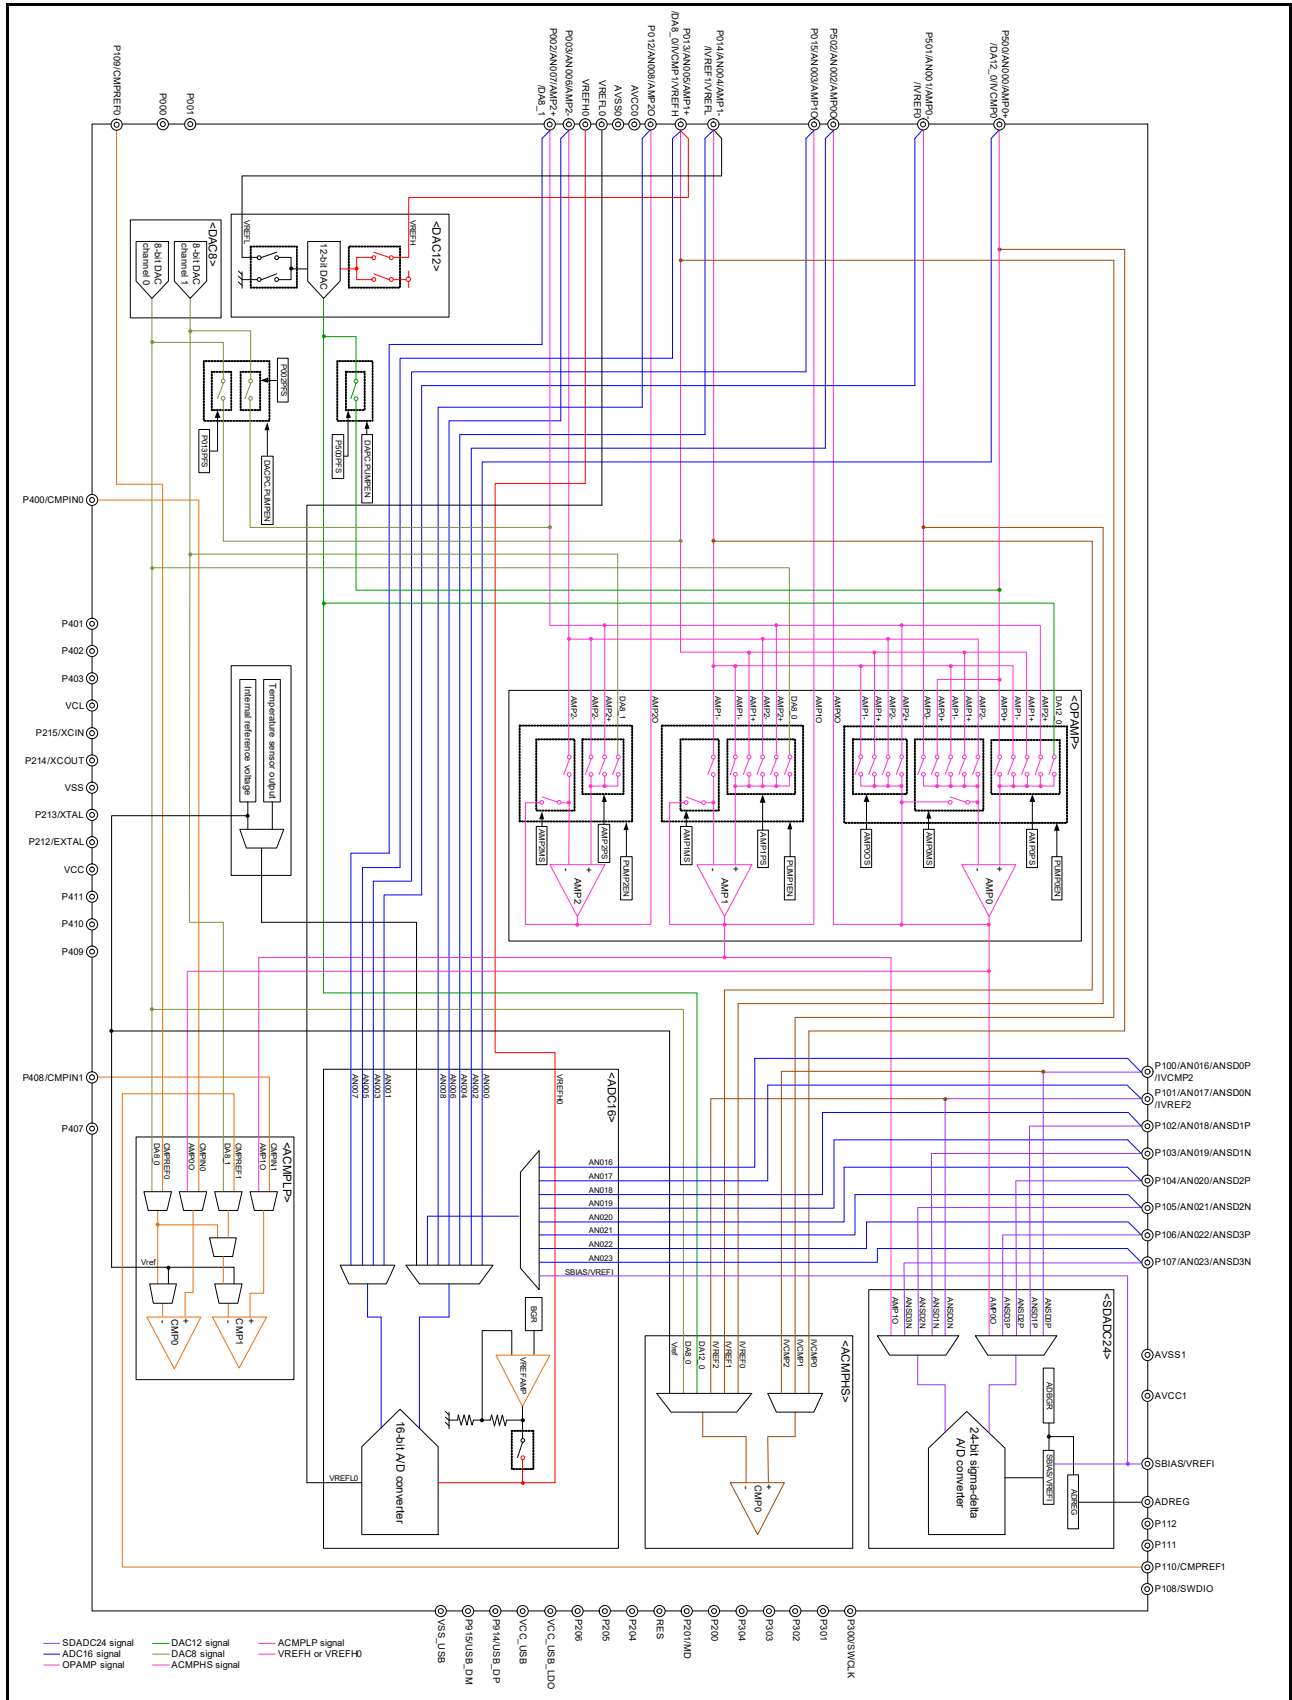 P109/CMPREF0
P000
P001
P002/AN007/AMP2+
/DA8_1
P003/AN006/AMP2-
VREFH0
VREFL0
AVSS0
AVCC0
P012/AN008/AMP2O
P013/AN005/AMP1+
/DA8_0/IVCMP1/VREFH
P014/AN004/AMP1-
/IVREF1/VREFL
P015/AN003/AMP1O
P502/AN002/AMP0O
P501/AN001/AMP0-
/IVREF0
P500/AN000/AMP0+
/DA12_0/IVCMP0
<DAC8>
8-bit DAC
channel 0
8-bit DAC
channel 1
<DAC12>
VREFL
12-bit DAC
VREFH
P002PFS
P013PFS
DACPC.PUMPEN
P500PFS
DAPC.PUMPEN
P400/CMPIN0
P401
P402
P403
VCL
P215/XCIN
P214/XCOUT
VSS
P213/XTAL
P212/EXTAL
VCC
P411
P410
P409
P408/CMPIN1
P407
Internal reference
voltage
Temperature sensor output
<OPAMP>
AMP2-
AMP2-
AMP2+
DA8_1
AMP2O
AMP1-
AMP1-
AMP1+
AMP2-
AMP2+
DA8_0
AMP1O
AMP0O
AMP1-
AMP1+
AMP2-
AMP2+
AMP0-
AMP1-
AMP1+
AMP2-
AMP0+
AMP1-
AMP1+
AMP2+
DA12_0
AMP2MS
AMP2PS
PUMP2EN
AMP1MS
AMP1PS
PUMP1EN
AMP0OS
AMP0MS
AMP0PS
PUMP0EN
- +
AMP2
- +
AMP1
- +
AMP0
<ADC16>
AN007
AN005
AN003
AN001
AN008
AN006
AN004
AN002
AN000
VREFH0
AN016
AN017
AN018
AN019
AN020
AN021
AN022
AN023
SBIAS/VREFI
BGR
VREFAMP
VREFL0
16-bit A/D converter
<ACMPLP>
DA8_0
CMPREF0
AMP0O
CMPIN0
DA8_1
CMPREF1
AMP1O
CMPIN1
Vref
- +
CMP0
- +
CMP1
<ACMPHS>
Vref
DA8_0
DA12_0
IVREF2
IVREF1
IVREF0
IVCMP2
IVCMP1
IVCMP0
- +
CMP0
<SDADC24>
AMP1O
ANSD3N
ANSD2N
ANSD1N
ANSD0N
AMP0O
ANSD3P
ANSD2P
ANSD1P
ANSD0P
ADBGR
SBIAS/VREFI
ADREG
24-bit sigma-delta
A/D converter
P100/AN016/ANSD0P
/IVCMP2
P101/AN017/ANSD0N
/IVREF2
P102/AN018/ANSD1P
P103/AN019/ANSD1N
P104/AN020/ANSD2P
P105/AN021/ANSD2N
P106/AN022/ANSD3P
P107/AN023/ANSD3N
AVSS1
AVCC1
SBIAS/VREFI
ADREG
P112
P111
P110/CMPREF1
P108/SWDIO
VSS_USB
P915/USB_DM
P914/USB_DP
VCC_USB
VCC_USB_LDO
P206
P205
P204
RES
P201/MD
P200
P304
P303
P302
P301
P300/SWCLK
SDADC24 signal
ADC16 signal
OPAMP signal
DAC12 signal
DAC8 signal
ACMPHS signal
ACMPLP signal
VREFH or VREFH0